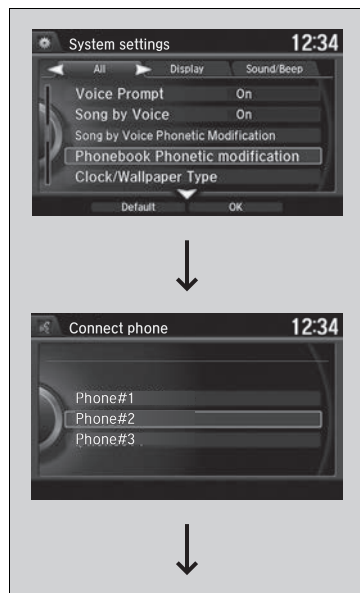 System settings 12:34
All Display Sound/Beep
Voice Prompt On
Song by Voice On
Song by Voice Phonetic Modification
Phonebook Phonetic modification
Clock/Wallpaper Type
Default OK
Connect phone 12:34
Phone#1
Phone#2
Phone#3